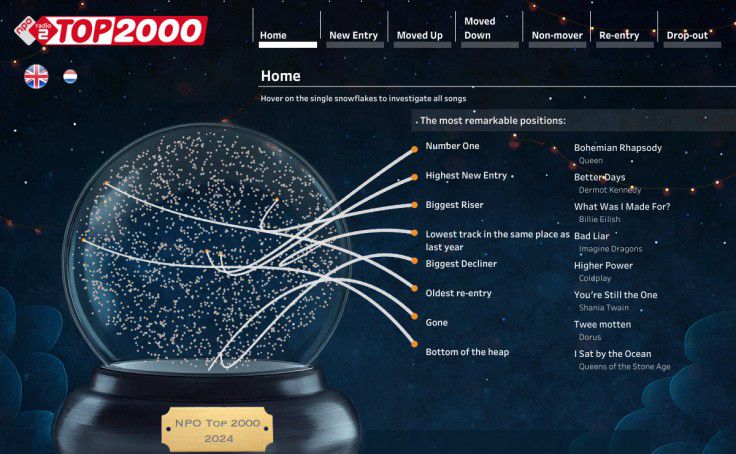 npo radio 2 TOP2000
Home
New Entry
Moved Up
Moved Down
Non-mover
Re-entry
Drop-out
Home
Hover on the single snowflakes to investigate all songs
The most remarkable positions:
Number One
Bohemian Rhapsody
Queen
Highest New Entry
Better Days
Dermot Kennedy
Biggest Riser
What Was I Made For?
Billie Eilish
Lowest track in the same place as
last year
Bad Liar
Imagine Dragons
Biggest Decliner
Higher Power
Coldplay
Oldest re-entry
You're Still the One
Shania Twain
Gone
Twee motten
Dorus
Bottom of the heap
I Sat by the Ocean
Queens of the Stone Age
NPO Top 2000
2024